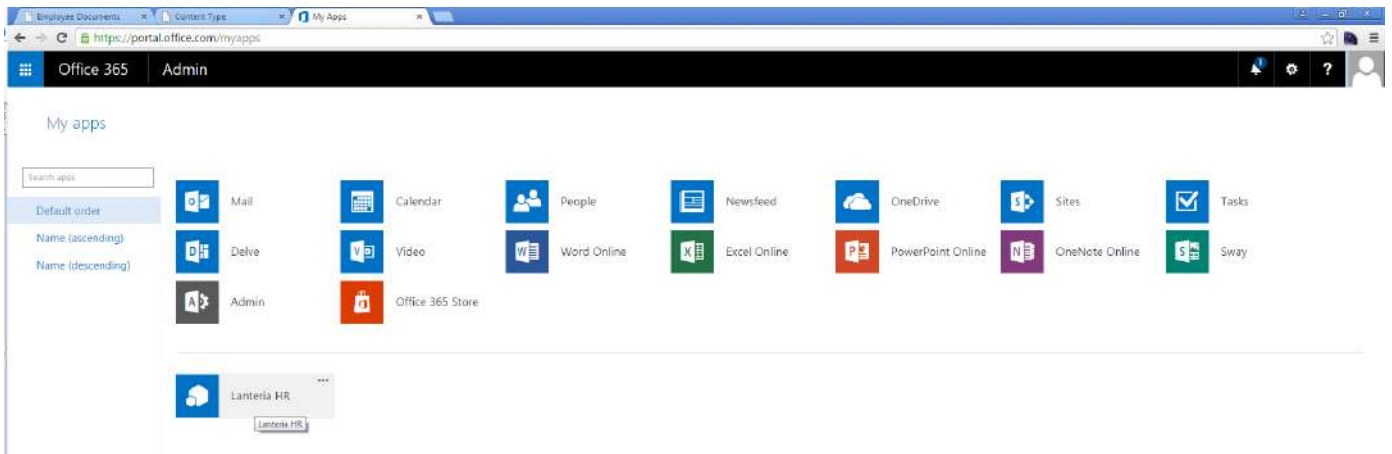 Employee Documents
Content Type
My Apps
https://portal.office.com/myapps
Office 365 Admin
1
?
My apps
Search apps
Default order
Name (ascending)
Name (descending)
Mail Calendar People Newsfeed OneDrive Sites Tasks
Delve Video Word Online Excel Online PowerPoint Online OneNote Online Sway
Admin Office 365 Store
Lanteria HR
Lanteria HR